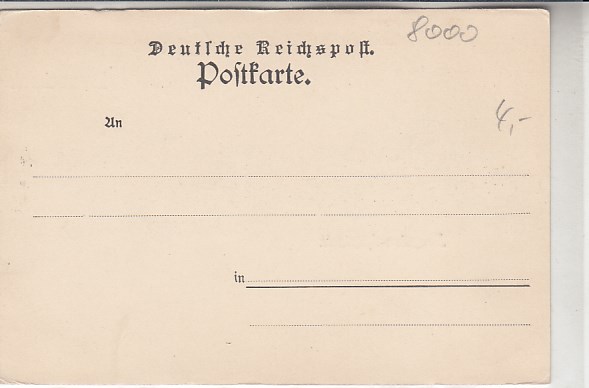 8000
Deutsche Reichspost.
Postkarte.
4,-
An
in